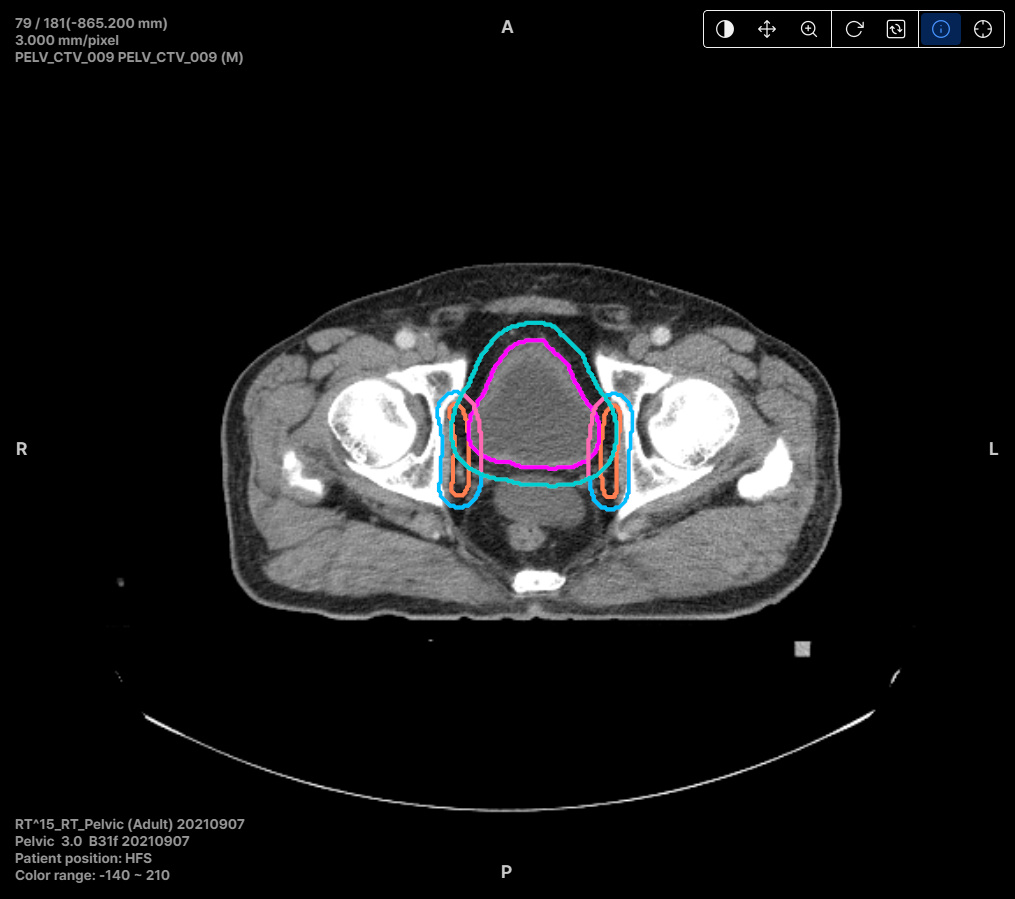 79 / 181(-865.200 mm)
3.000 mm/pixel
PELV_CTV_009 PELV_CTV_009 (M)
A
R
L
RT^15_RT_Pelvic (Adult) 20210907
Pelvic  3.0  B31f 20210907
Patient position: HFS
Color range: -140 ~ 210
P